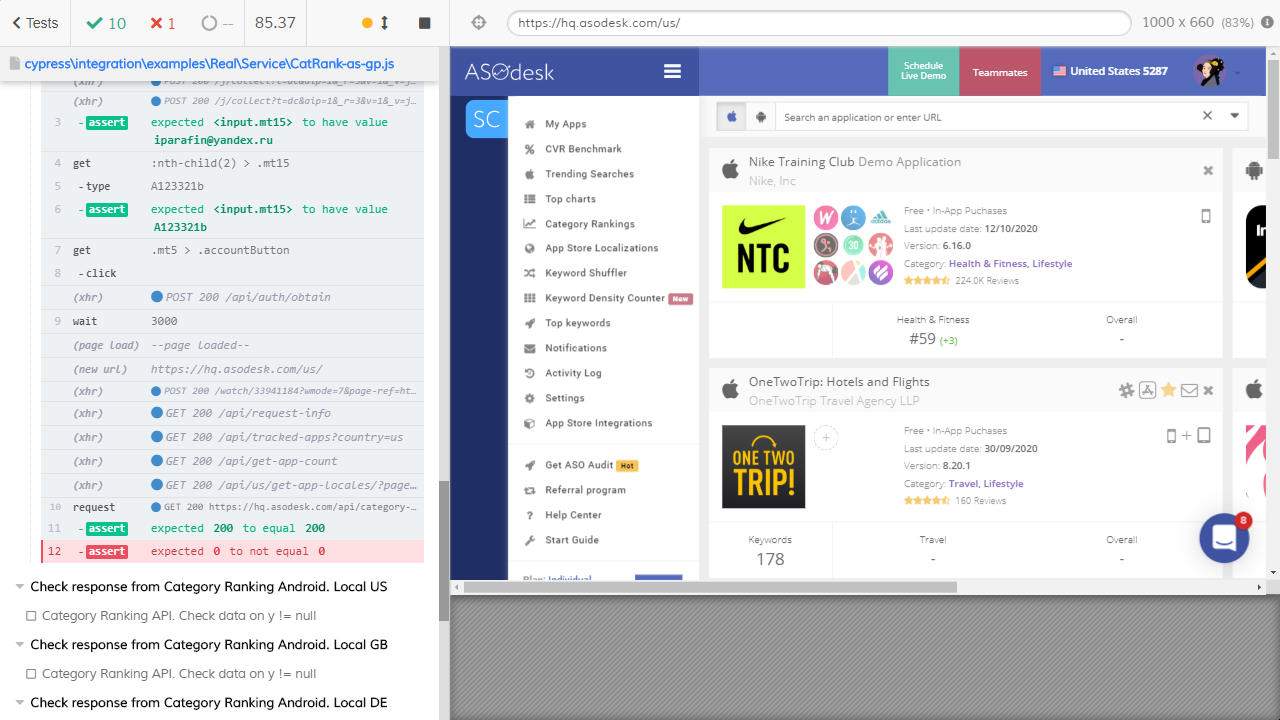 Tests
10
1
--
85.37
cypress\integration\examples\Real\Service\CatRank-as-gp.js
(xhr) POST 200 /j/collect?t=dc&aip=1&_r=3&v=1&_v=j…
3 -assert expected <input.mt15> to have value
iparafin@yandex.ru
4 get :nth-child(2) > .mt15
5 -type A123321b
6 -assert expected <input.mt15> to have value
A123321b
7 get .mt5 > .accountButton
8 -click
(xhr) POST 200 /api/auth/obtain
9 wait 3000
(page load) --page loaded--
(new url) https://hq.asodesk.com/us/
(xhr) POST 200 /watch/33941184?wmode=7&page-ref=ht…
(xhr) GET 200 /api/request-info
(xhr) GET 200 /api/tracked-apps?country=us
(xhr) GET 200 /api/get-app-count
(xhr) GET 200 /api/us/get-app-locales/?page…
10 request GET 200 https://hq.asodesk.com/api/category-…
11 -assert expected 200 to equal 200
12 -assert expected 0 to not equal 0
Check response from Category Ranking Android. Local US
Category Ranking API. Check data on y != null
Check response from Category Ranking Android. Local GB
Category Ranking API. Check data on y != null
Check response from Category Ranking Android. Local DE
https://hq.asodesk.com/us/
1000 x 660 (83%)
ASOdesk
Schedule
Live Demo
Teammates
United States 5287
SC
My Apps
CVR Benchmark
Trending Searches
Top charts
Category Rankings
App Store Localizations
Keyword Shuffler
Keyword Density Counter New
Top keywords
Notifications
Activity Log
Settings
App Store Integrations
Get ASO Audit Hot
Referral program
Help Center
Start Guide
Plan: Individual
Search an application or enter URL
Nike Training Club Demo Application
Nike, Inc
NTC
30
adidas
Free • In-App Puchases
Last update date: 12/10/2020
Version: 6.16.0
Category: Health & Fitness, Lifestyle
224.0K Reviews
Health & Fitness
#59 (+3)
Overall
-
OneTwoTrip: Hotels and Flights
OneTwoTrip Travel Agency LLP
ONE TWO
TRIP!
Free • In-App Puchases
Last update date: 30/09/2020
Version: 8.20.1
Category: Travel, Lifestyle
160 Reviews
Keywords
178
Travel
-
Overall
-
8